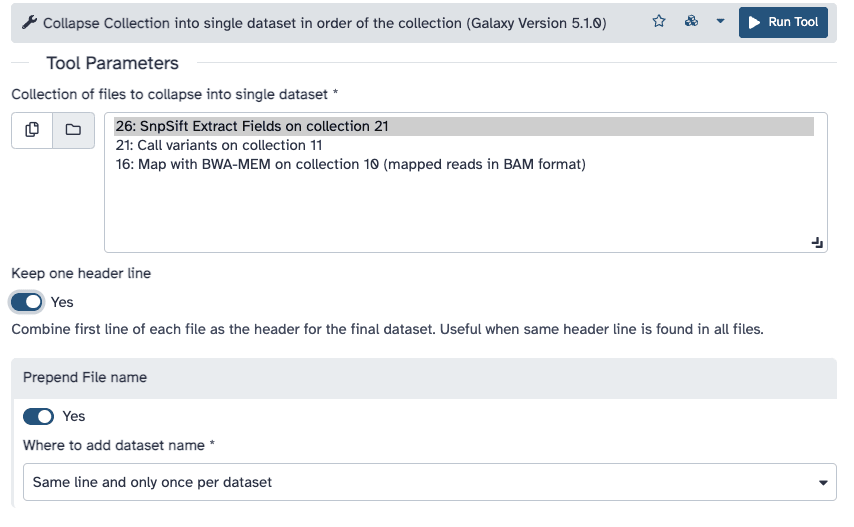 Collapse Collection into single dataset in order of the collection (Galaxy Version 5.1.0)
Run Tool
Tool Parameters
Collection of files to collapse into single dataset *
26: SnpSift Extract Fields on collection 21
21: Call variants on collection 11
16: Map with BWA-MEM on collection 10 (mapped reads in BAM format)
Keep one header line
Yes
Combine first line of each file as the header for the final dataset. Useful when same header line is found in all files.
Prepend File name
Yes
Where to add dataset name *
Same line and only once per dataset